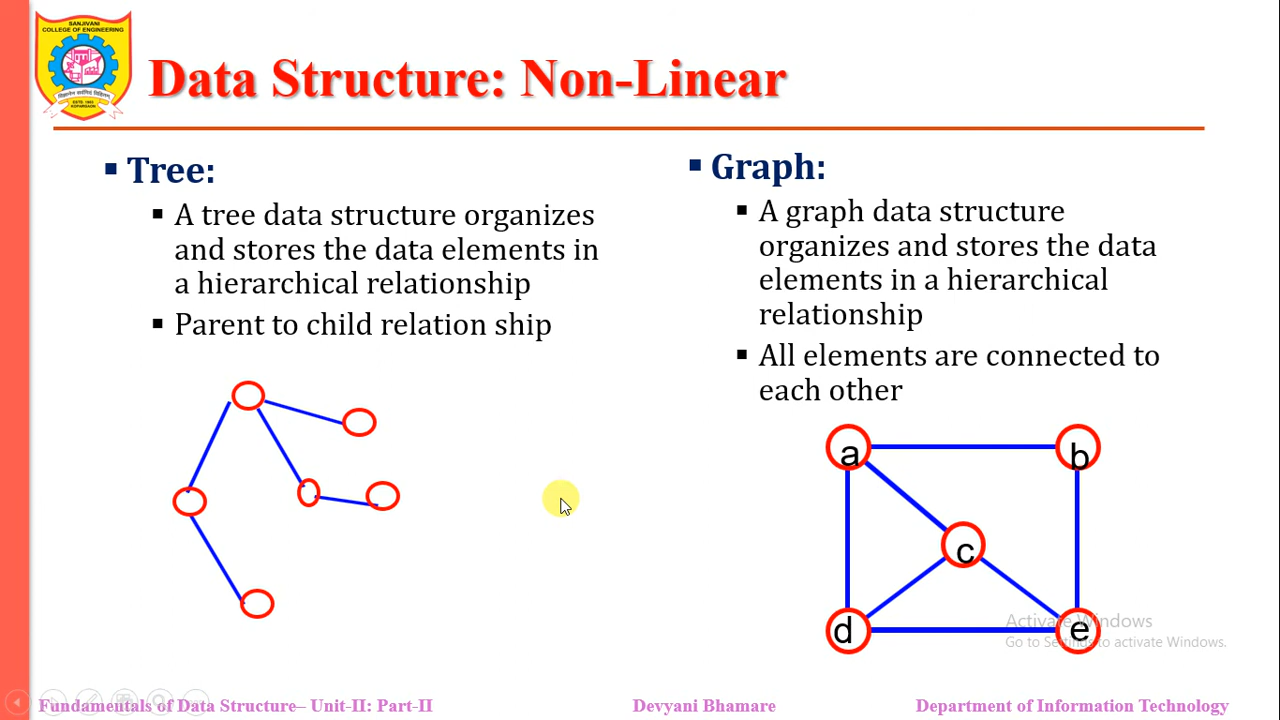 SANJIVANI
COLLEGE OF ENGINEERING
ESTD. 1983
KOPARGAON
Data Structure: Non-Linear
▪ Tree:
▪ A tree data structure organizes
and stores the data elements in
a hierarchical relationship
▪ Parent to child relation ship
▪ Graph:
▪ A graph data structure
organizes and stores the data
elements in a hierarchical
relationship
▪ All elements are connected to
each other
a
b
c
d
e
Activate Windows
Go to Settings to activate Windows.
Fundamentals of Data Structure– Unit-II: Part-II
Devyani Bhamare
Department of Information Technology